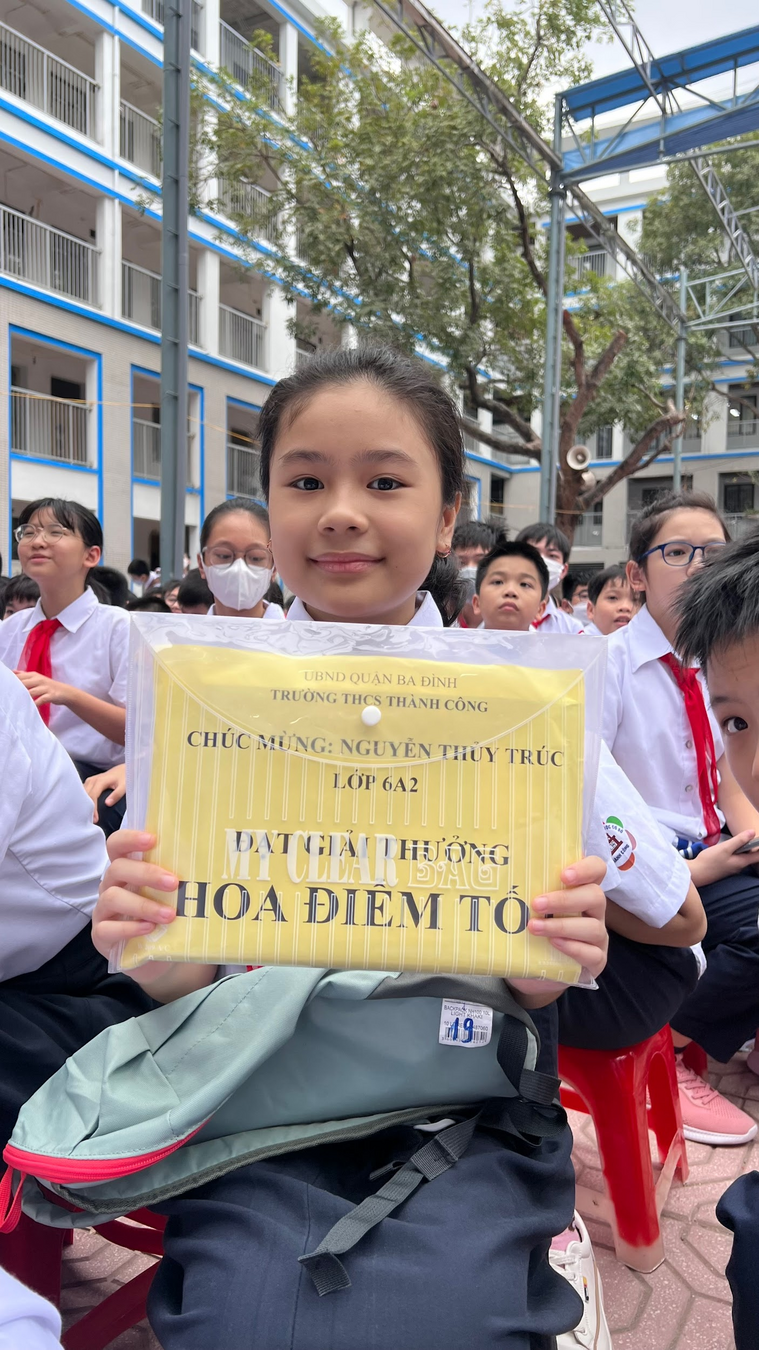 UBND QUẬN BA ĐÌNH
TRƯỜNG THCS THÀNH CÔNG
CHÚC MỪNG: NGUYỄN THỦY TRÚC
LỚP 6A2
ĐẠT GIẢI THƯỞNG
MY CLEAR BAG
HOA ĐIỂM TỐ
19